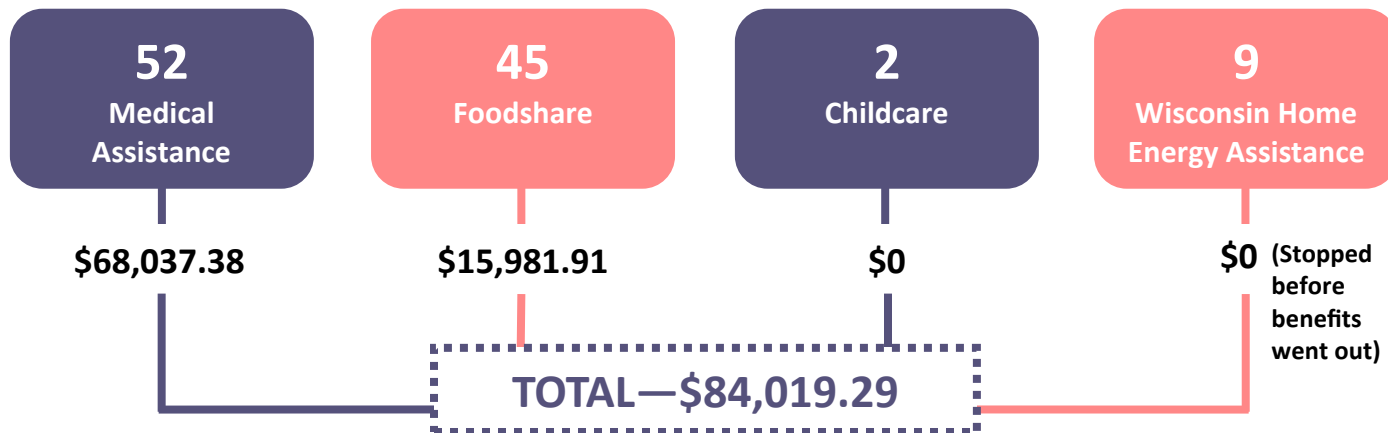 52
Medical
Assistance
45
Foodshare
2
Childcare
9
Wisconsin Home
Energy Assistance
$68,037.38
$15,981.91
$0
$0 (Stopped
before
benefits
went out)
TOTAL—$84,019.29